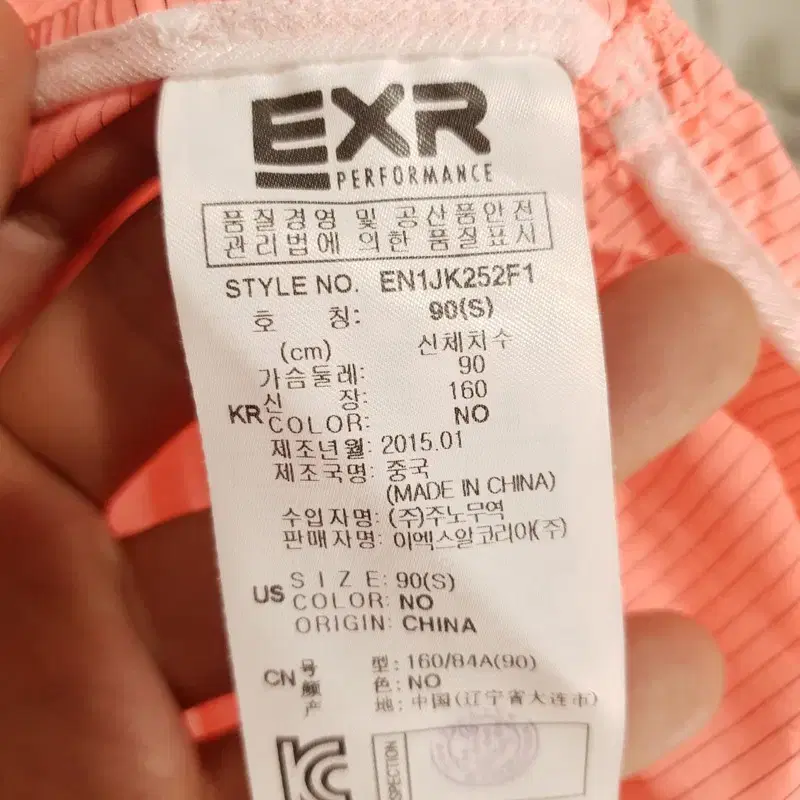 EXR
PERFORMANCE
품질경영 및 공산품안전
관리법에 의한 품질표시
STYLE NO. EN1JK252F1
호 칭: 90(S)
(cm) 신체치수
가슴둘레: 90
신 장: 160
KR COLOR: NO
제조년월: 2015.01
제조국명: 중국
(MADE IN CHINA)
수입자명: (주)주노무역
판매자명: 이엑스알코리아(주)
US SIZE: 90(S)
COLOR: NO
ORIGIN: CHINA
CN 号 型: 160/84A(90)
颜 色: NO
产 地: 中国(辽宁省大连市)